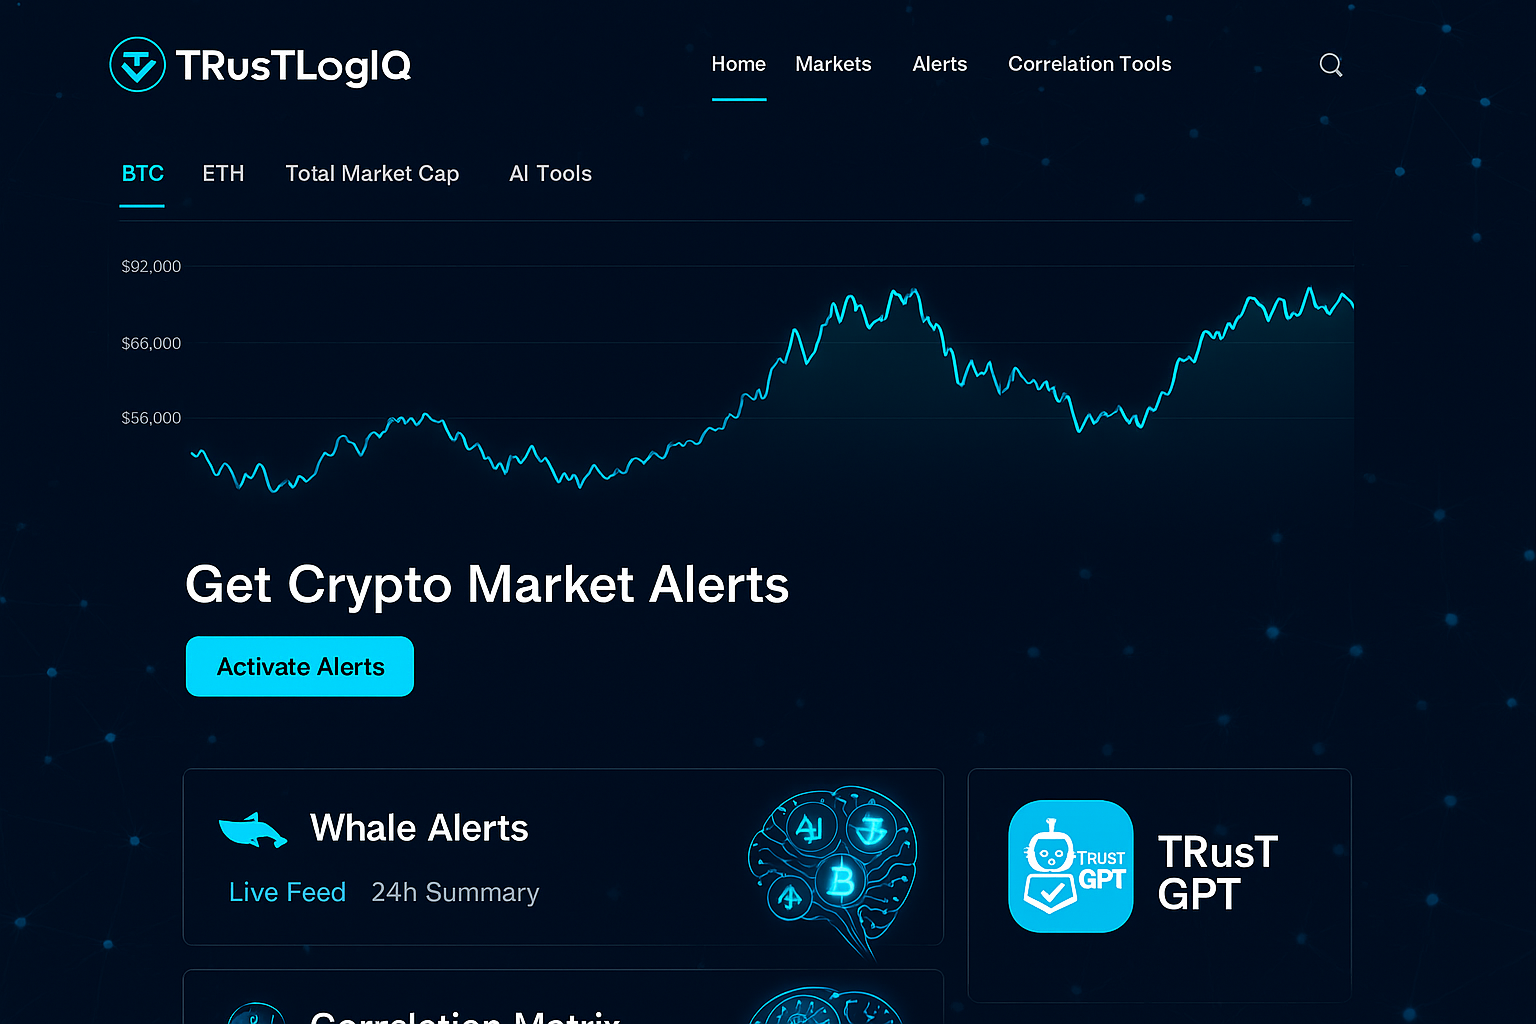 TRusTLogIQ
Home Markets Alerts Correlation Tools
BTC ETH Total Market Cap AI Tools
$92,000
$66,000
$56,000
Get Crypto Market Alerts
Activate Alerts
Whale Alerts
Live Feed 24h Summary
AI
B
TRUST
GPT
TRusT
GPT
Correlation Matrix